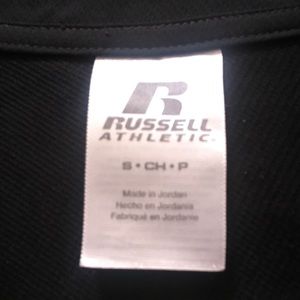 R
RUSSELL
ATHLETIC
S • CH • P
Made in Jordan
Hecho en Jordania
Fabriqué en Jordanie